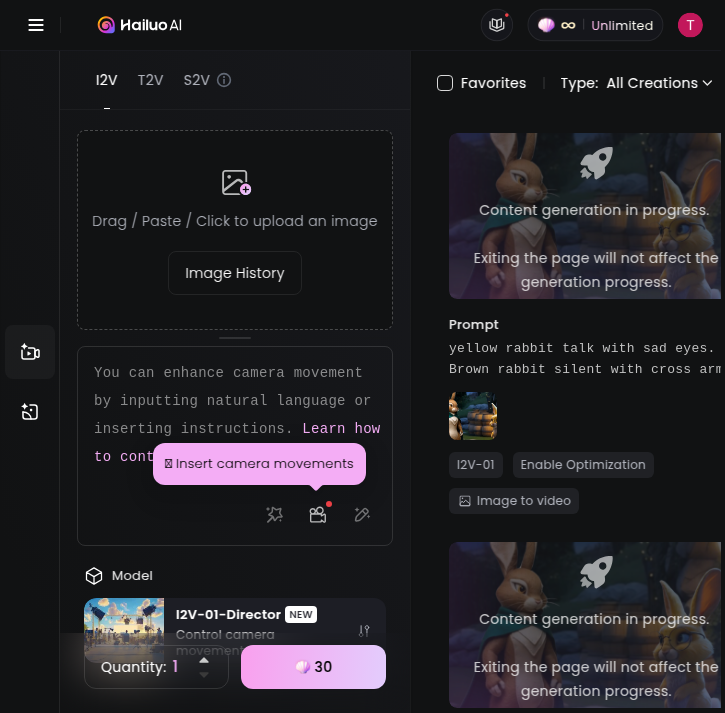 Hailuo AI
Unlimited
T
I2V T2V S2V
Favorites
Type: All Creations
Drag / Paste / Click to upload an image
Image History
You can enhance camera movement
by inputting natural language or
inserting instructions. Learn how
to cont
Insert camera movements
Model
I2V-01-Director NEW
Control camera
movement
Quantity: 1
30
Content generation in progress.
Exiting the page will not affect the
generation progress.
Prompt
yellow rabbit talk with sad eyes.
Brown rabbit silent with cross arm
I2V-01
Enable Optimization
Image to video
Content generation in progress.
Exiting the page will not affect the
generation progress.